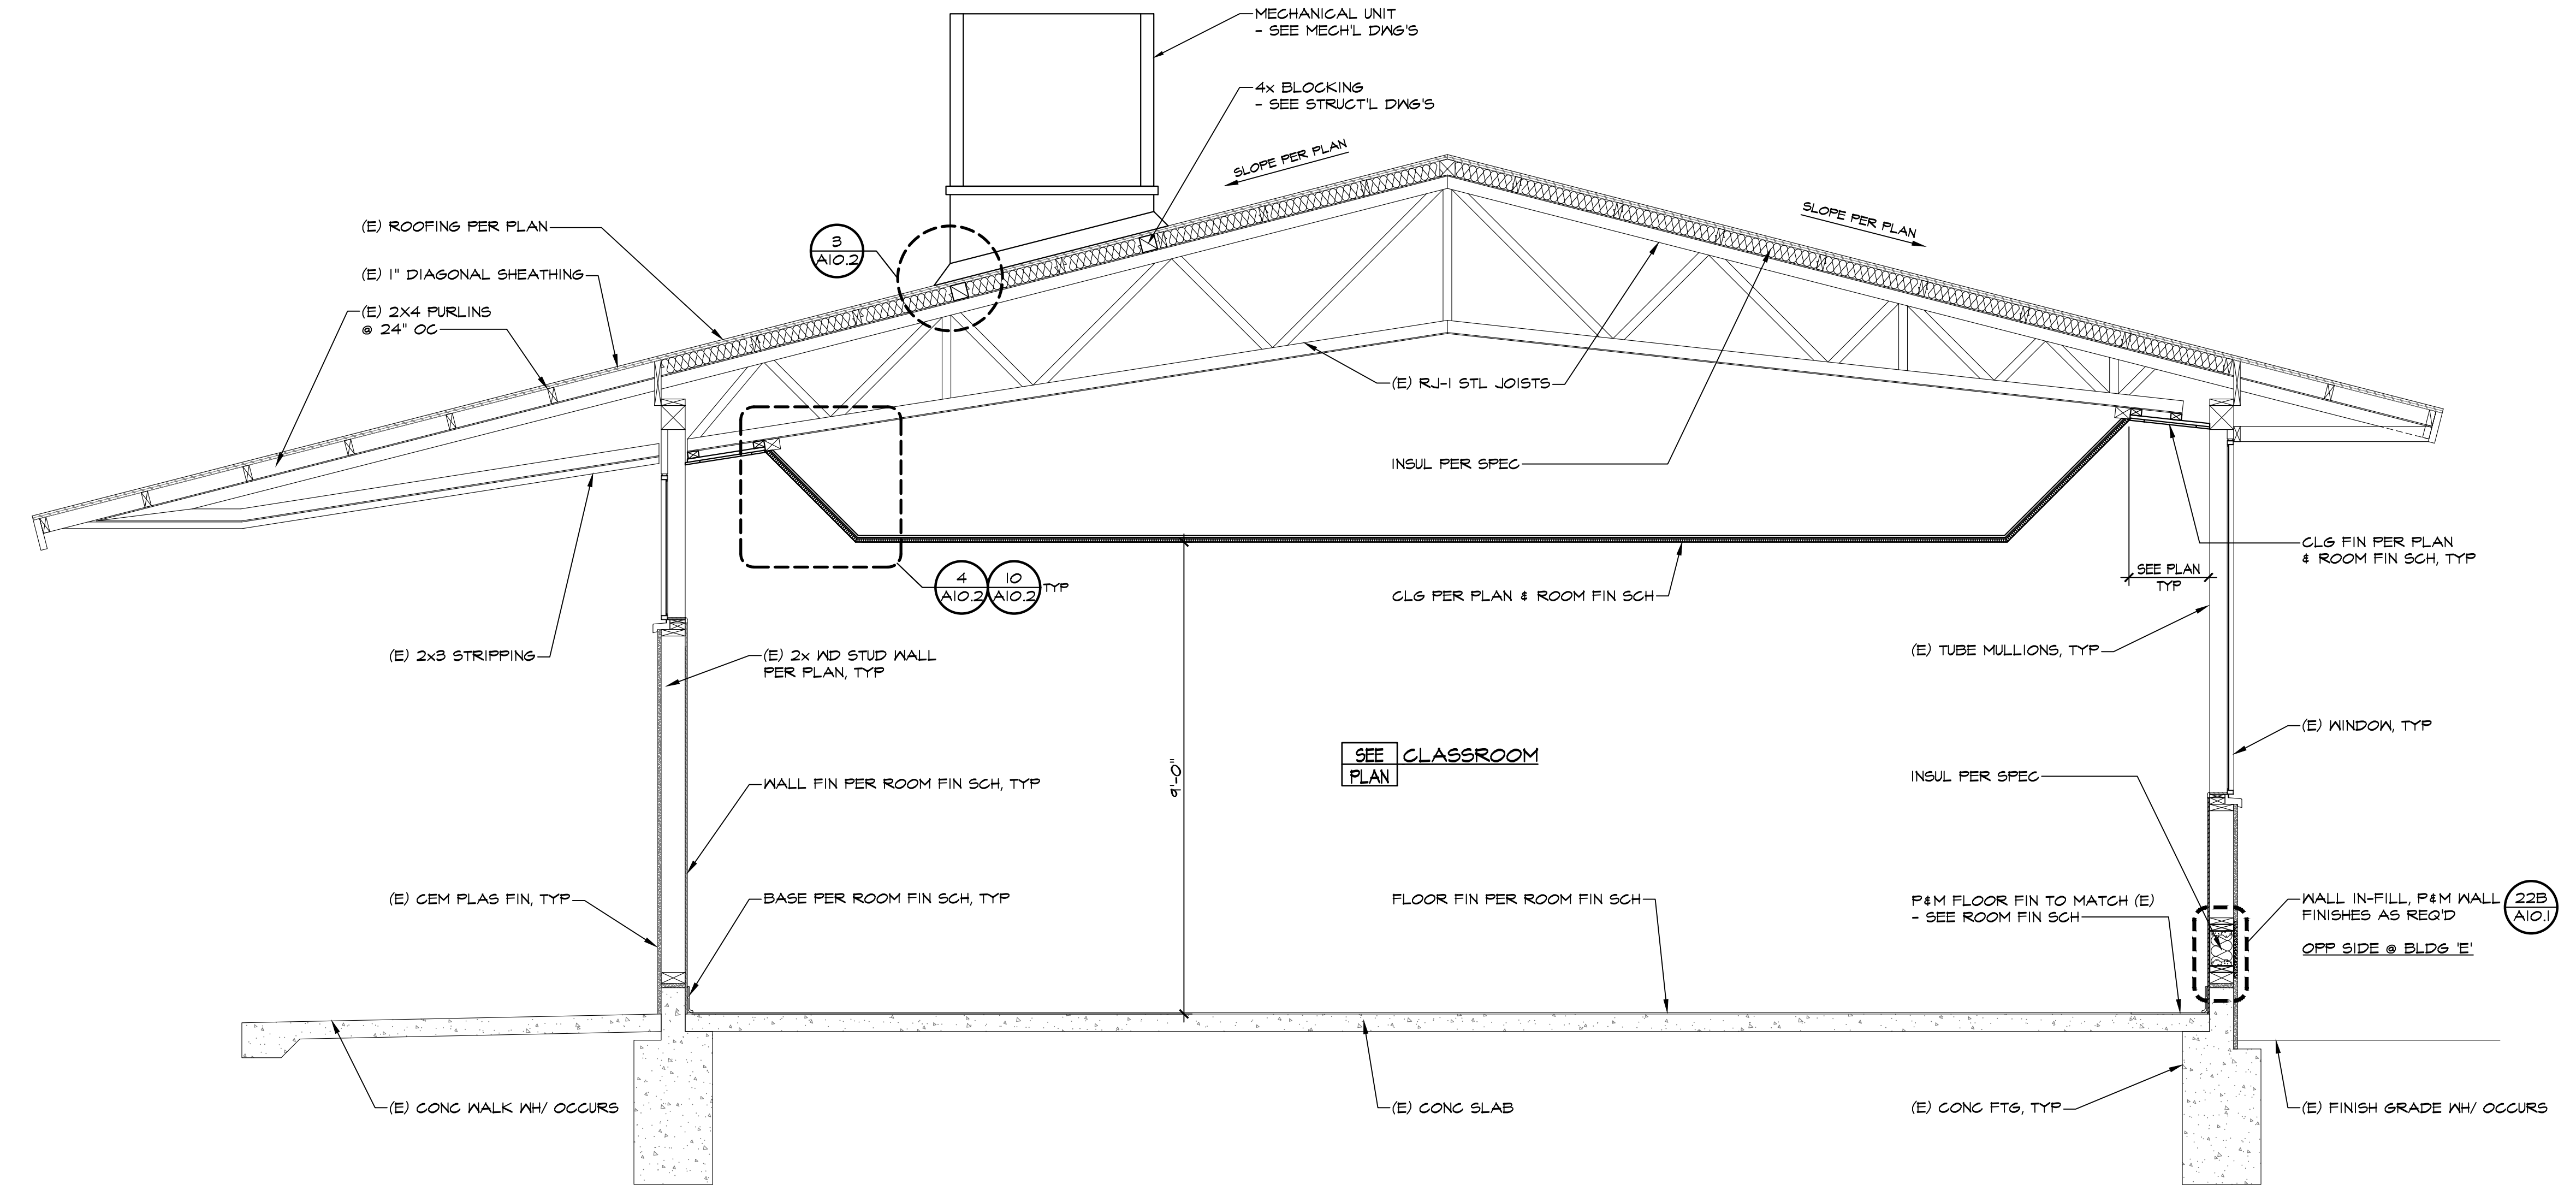 MECHANICAL UNIT
- SEE MECH'L DWG'S
4x BLOCKING
- SEE STRUCT'L DWG'S
SLOPE PER PLAN
SLOPE PER PLAN
(E) ROOFING PER PLAN
3
A10.2
(E) 1" DIAGONAL SHEATHING
(E) 2X4 PURLINS
@ 24" OC
(E) RJ-1 STL JOISTS
INSUL PER SPEC
CLG FIN PER PLAN
& ROOM FIN SCH, TYP
SEE PLAN
TYP
4
A10.2
10
A10.2
TYP
CLG PER PLAN & ROOM FIN SCH
(E) 2x3 STRIPPING
(E) 2x WD STUD WALL
PER PLAN, TYP
(E) TUBE MULLIONS, TYP
(E) WINDOW, TYP
SEE
PLAN
CLASSROOM
9'-0"
WALL FIN PER ROOM FIN SCH, TYP
INSUL PER SPEC
(E) CEM PLAS FIN, TYP
BASE PER ROOM FIN SCH, TYP
FLOOR FIN PER ROOM FIN SCH
P&M FLOOR FIN TO MATCH (E)
- SEE ROOM FIN SCH
WALL IN-FILL, P&M WALL
FINISHES AS REQ'D
22B
A10.1
OPP SIDE @ BLDG 'E'
(E) CONC WALK WH/ OCCURS
(E) CONC SLAB
(E) CONC FTG, TYP
(E) FINISH GRADE WH/ OCCURS